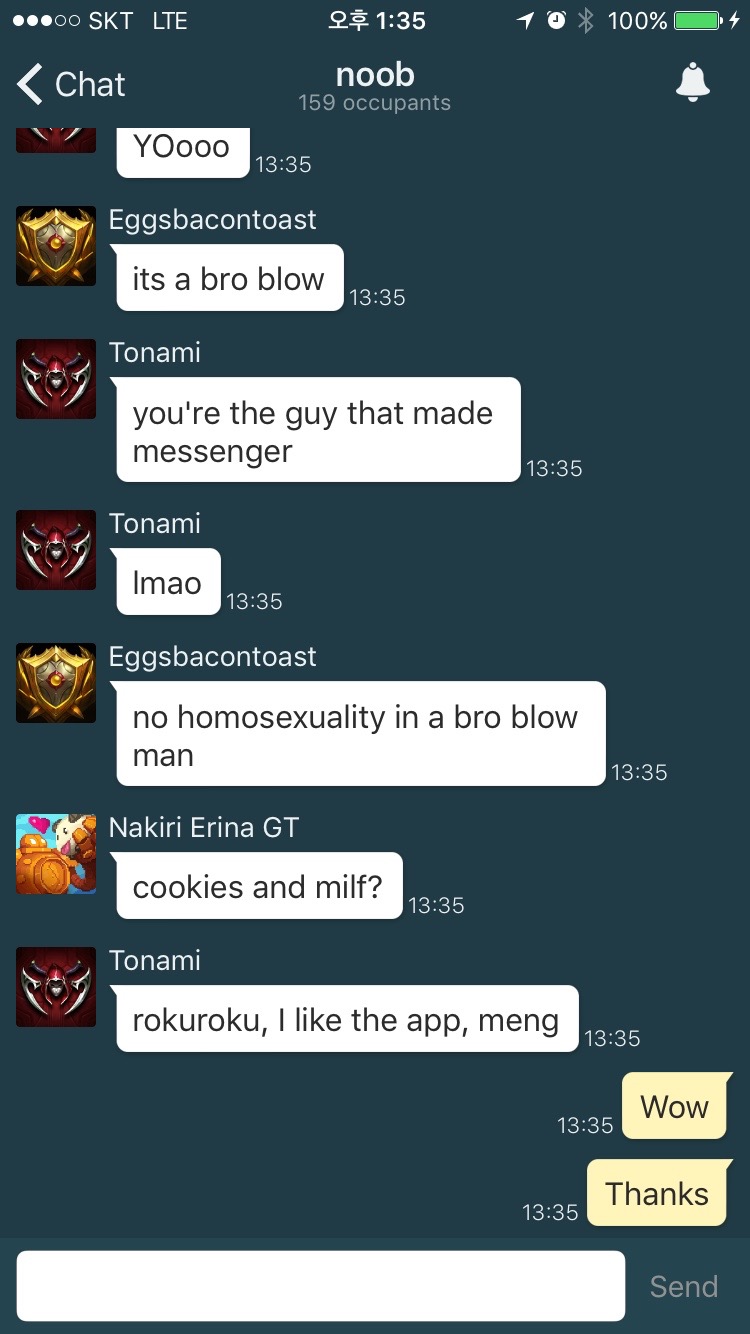 SKT LTE 오후 1:35 100%
Chat
noob
159 occupants
YOooo
13:35
Eggsbacontoast
its a bro blow
13:35
Tonami
you're the guy that made
messenger
13:35
Tonami
lmao
13:35
Eggsbacontoast
no homosexuality in a bro blow
man
13:35
Nakiri Erina GT
cookies and milf?
13:35
Tonami
rokuroku, I like the app, meng
13:35
Wow
13:35
Thanks
13:35
Send